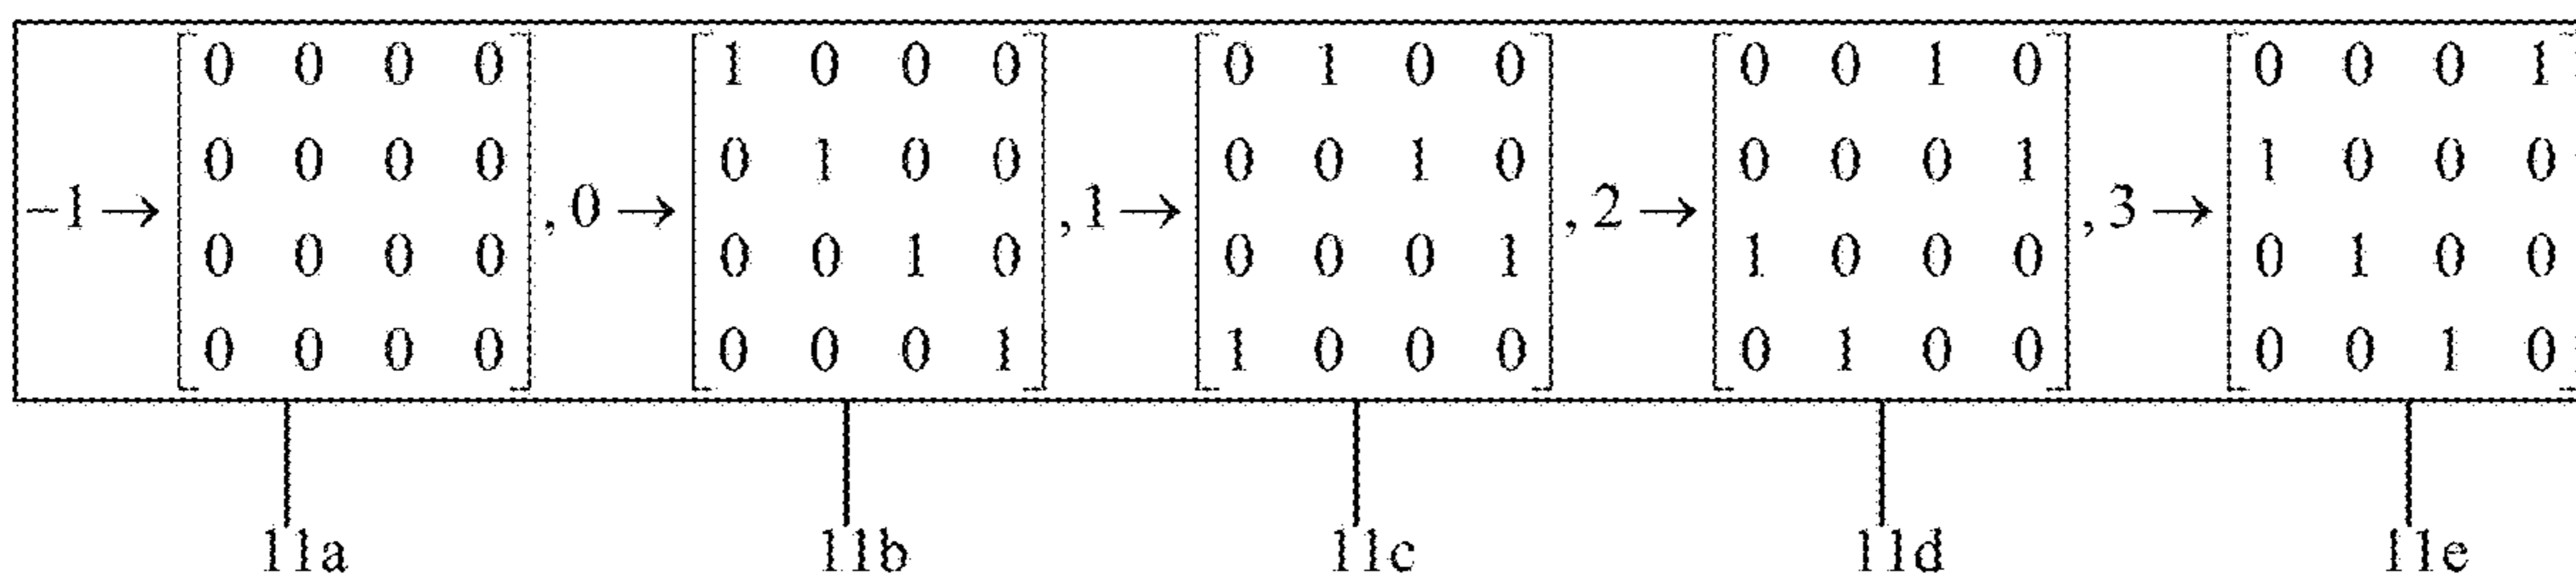 0 0 0 0 1 0 0 0 0 1 0 0 0 0 1 0 0 0 0 1
0 0 0 0 0 1 0 0 0 0 1 0 0 0 0 1 1 0 0 0
−1 → , 0 → , 1 → , 2 → , 3 →
0 0 0 0 0 0 1 0 0 0 0 1 1 0 0 0 0 1 0 0
0 0 0 0 0 0 0 1 1 0 0 0 0 1 0 0 0 0 1 0
11a 11b 11c 11d 11e